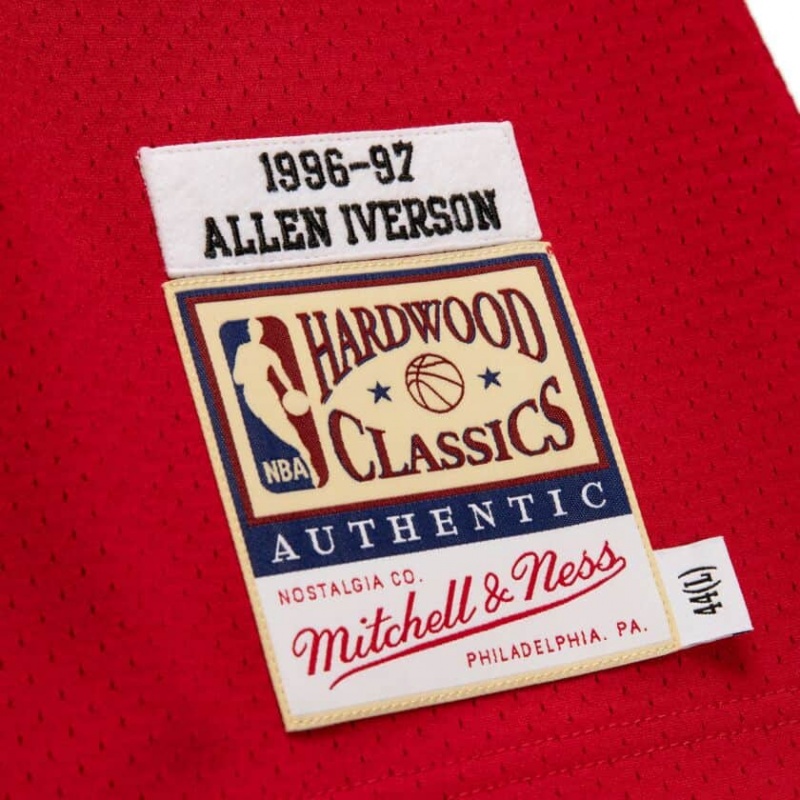 1996-97
ALLEN IVERSON
HARDWOOD
CLASSICS
NBA
AUTHENTIC
NOSTALGIA CO.
Mitchell & Ness
PHILADELPHIA. PA.
44(L)